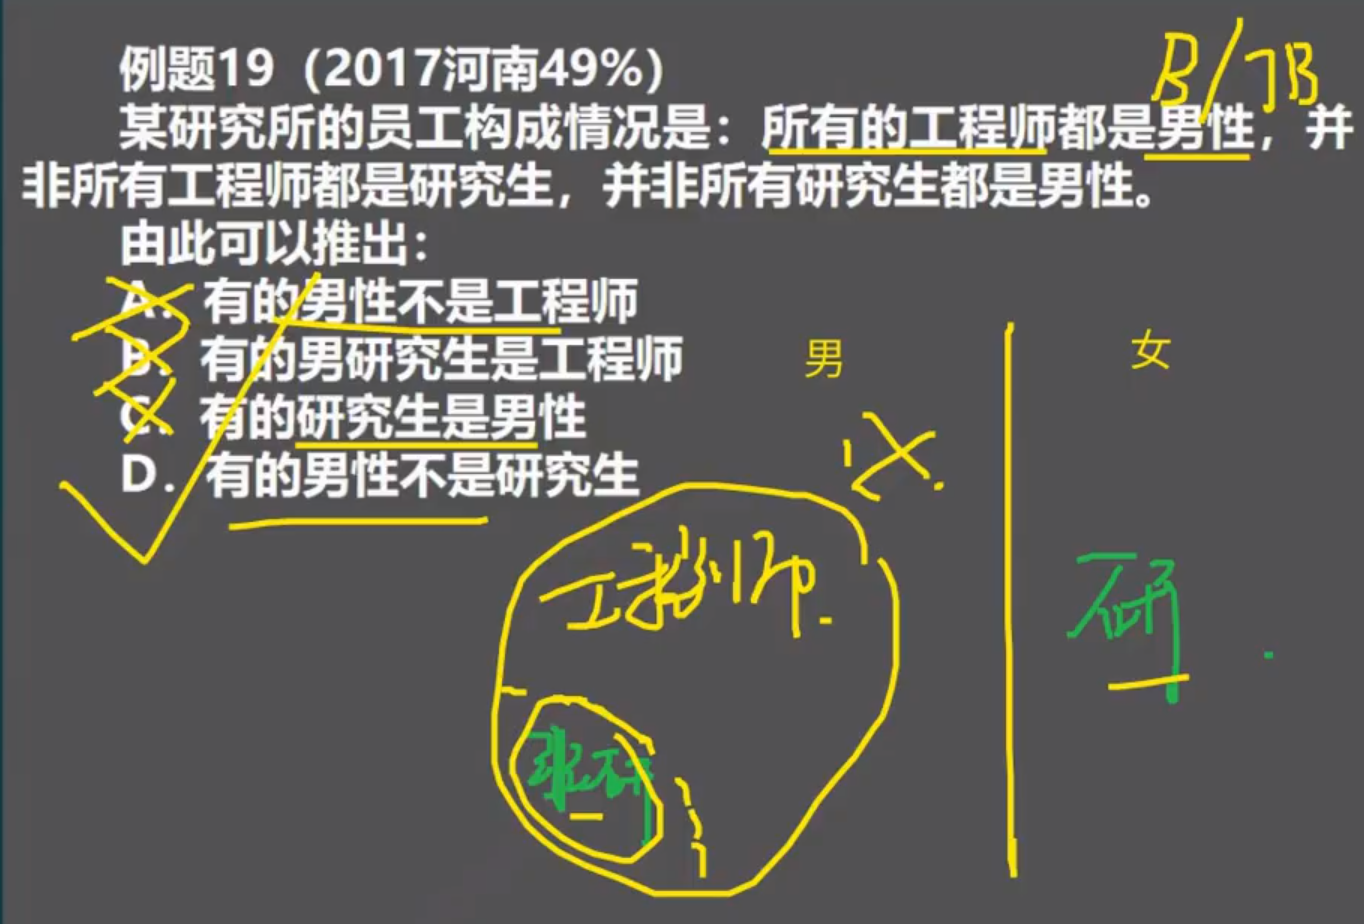 B/¬B
例题19（2017河南49%）
某研究所的员工构成情况是：所有的工程师都是男性，并
非所有工程师都是研究生，并非所有研究生都是男性。
由此可以推出：
A. 有的男性不是工程师
B. 有的男研究生是工程师
C. 有的研究生是男性
D. 有的男性不是研究生
男
女
工程师
研
非研